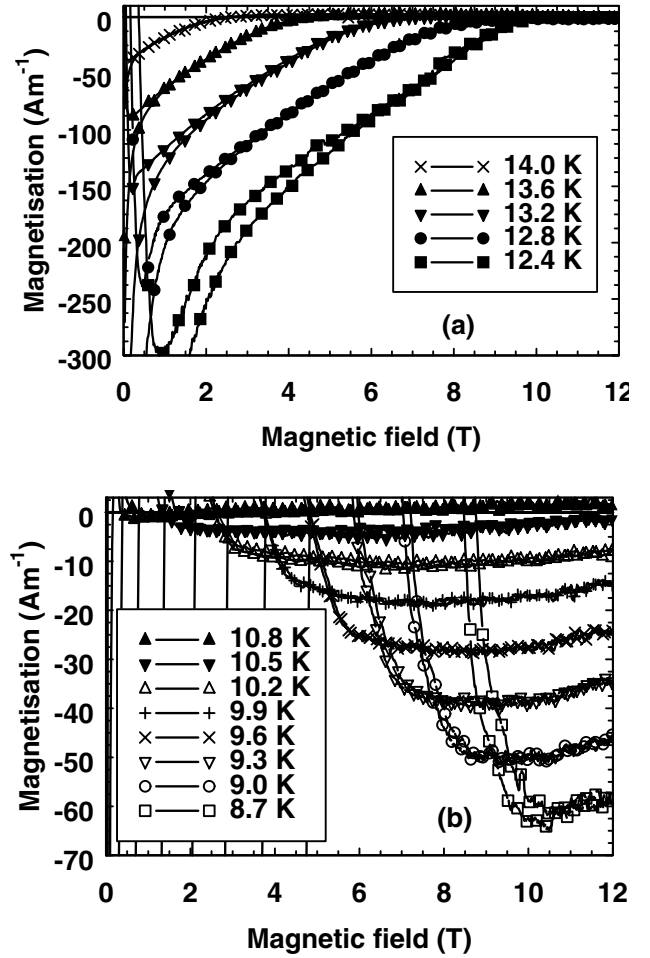 0
-50
-100
-150
-200
-250
-300
Magnetisation (Am⁻¹)
14.0 K
13.6 K
13.2 K
12.8 K
12.4 K
(a)
0 2 4 6 8 10 12
Magnetic field (T)
0
-10
-20
-30
-40
-50
-60
-70
Magnetisation (Am⁻¹)
10.8 K
10.5 K
10.2 K
9.9 K
9.6 K
9.3 K
9.0 K
8.7 K
(b)
0 2 4 6 8 10 12
Magnetic field (T)